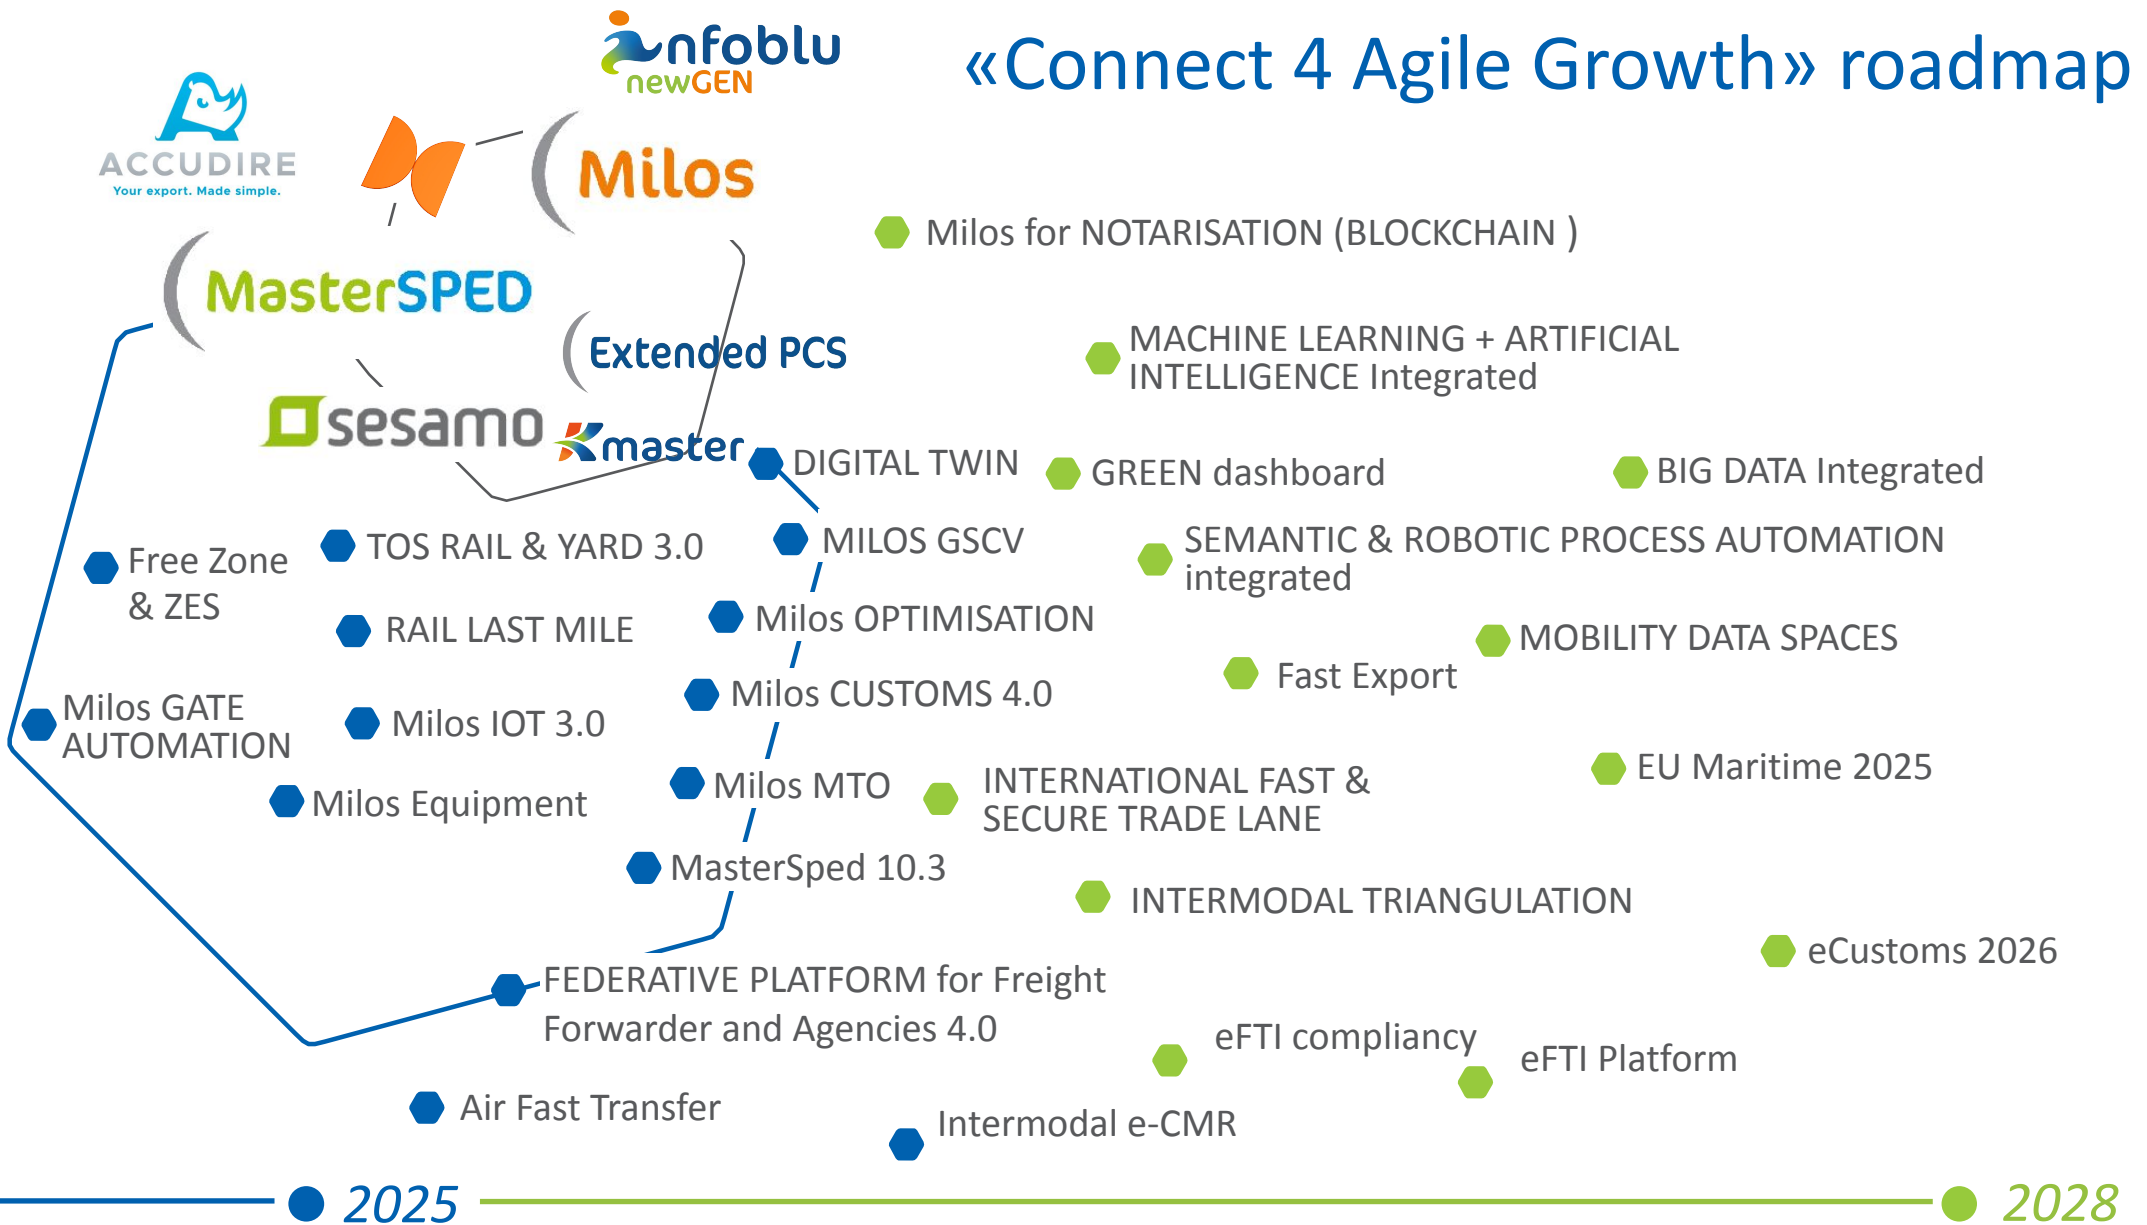 infoblu
newGEN
«Connect 4 Agile Growth» roadmap
ACCUDIRE
Your export. Made simple.
Milos
MasterSPED
Extended PCS
sesamo
Kmaster
Milos for NOTARISATION (BLOCKCHAIN )
MACHINE LEARNING + ARTIFICIAL
INTELLIGENCE Integrated
DIGITAL TWIN
GREEN dashboard
BIG DATA Integrated
Free Zone
& ZES
TOS RAIL & YARD 3.0
MILOS GSCV
SEMANTIC & ROBOTIC PROCESS AUTOMATION
integrated
RAIL LAST MILE
Milos OPTIMISATION
MOBILITY DATA SPACES
Fast Export
Milos GATE
AUTOMATION
Milos IOT 3.0
Milos CUSTOMS 4.0
Milos Equipment
Milos MTO
INTERNATIONAL FAST &
SECURE TRADE LANE
EU Maritime 2025
MasterSped 10.3
INTERMODAL TRIANGULATION
eCustoms 2026
FEDERATIVE PLATFORM for Freight
Forwarder and Agencies 4.0
eFTI compliancy
eFTI Platform
Air Fast Transfer
Intermodal e-CMR
2025
2028